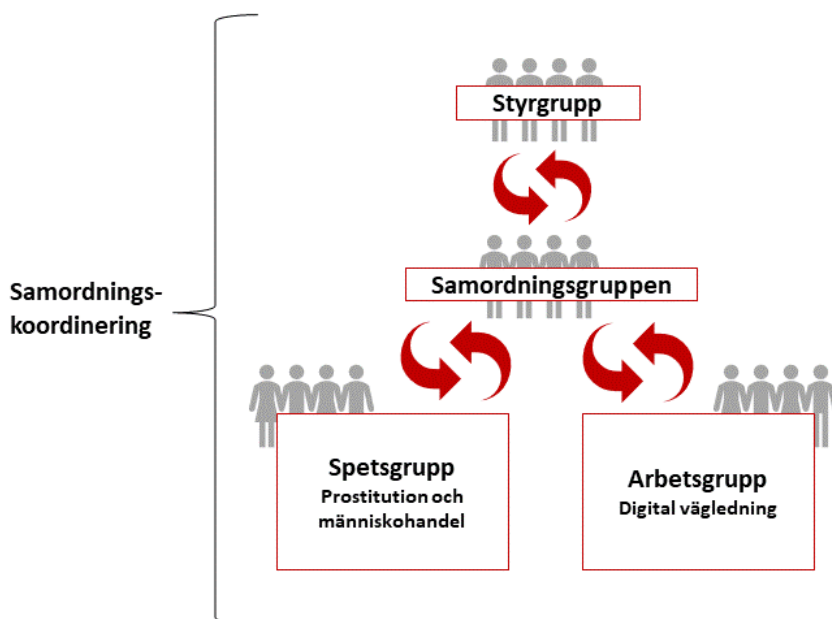 Styrgrupp
Samordningsgruppen
Samordnings-
koordinering
Spetsgrupp
Prostitution och
människohandel
Arbetsgrupp
Digital vägledning